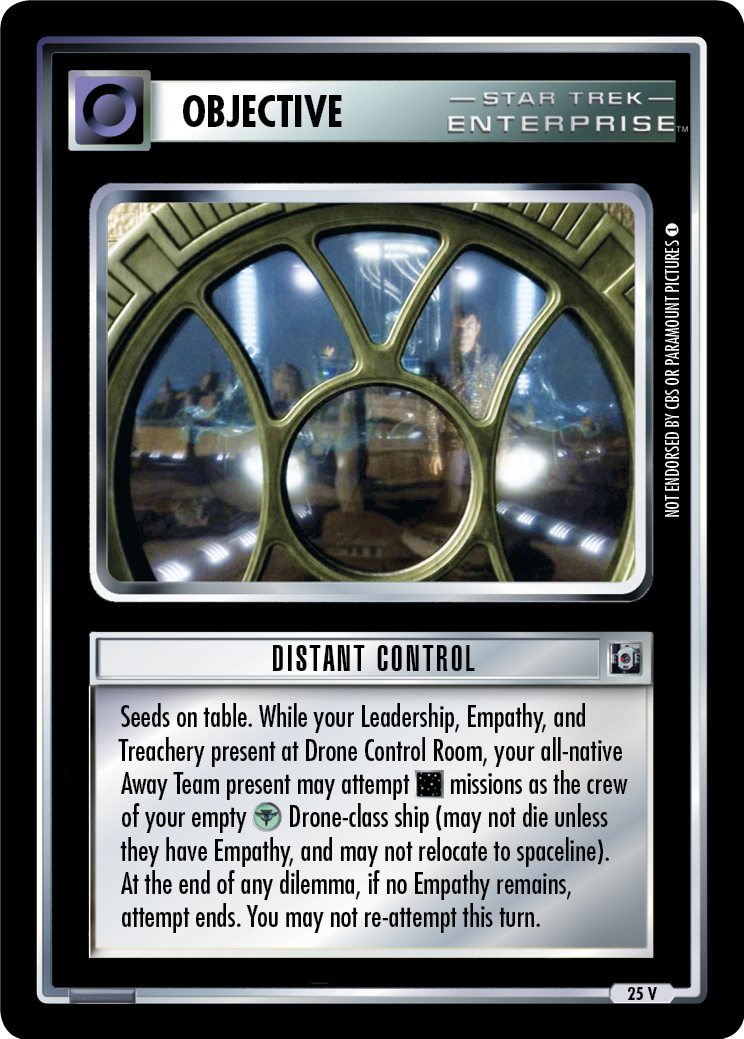 OBJECTIVE
STAR TREK
ENTERPRISE™
NOT ENDORSED BY CBS OR PARAMOUNT PICTURES 1
DISTANT CONTROL
Seeds on table. While your Leadership, Empathy, and
Treachery present at Drone Control Room, your all-native
Away Team present may attempt missions as the crew
of your empty Drone-class ship (may not die unless
they have Empathy, and may not relocate to spaceline).
At the end of any dilemma, if no Empathy remains,
attempt ends. You may not re-attempt this turn.
25 V